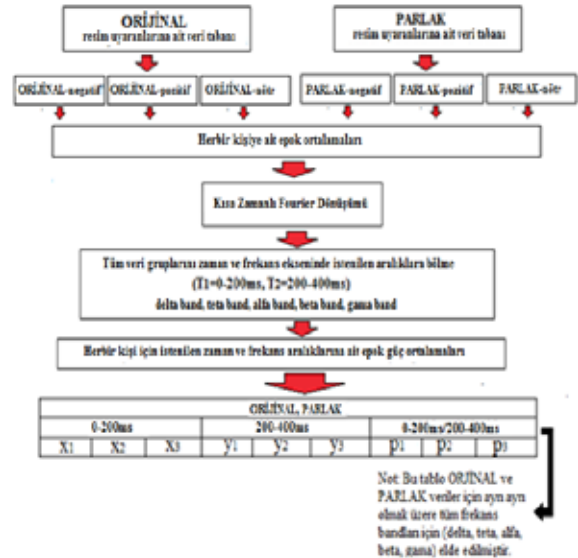 ORİJİNAL
resim uyaranlarına ait veri tabanı
PARLAK
resim uyaranlarına ait veri tabanı
ORİJİNAL-negatif
ORİJİNAL-pozitif
ORİJİNAL-nötr
PARLAK-negatif
PARLAK-pozitif
PARLAK-nötr
Herbir kişiye ait epok ortalamaları
Kısa Zamanlı Fourier Dönüşümü
Tüm veri gruplarını zaman ve frekans ekseninde istenilen aralıklara bölme
(T1=0-200ms, T2=200-400ms)
delta band, teta band, alfa band, beta band, gama band
Herbir kişi için istenilen zaman ve frekans aralıklarına ait epok güç ortalamaları
ORİJİNAL, PARLAK
0-200ms 200-400ms 0-200ms/200-400ms
X1 X2 X3 y1 y2 y3 p1 p2 p3
Not: Bu tablo ORJİNAL ve
PARLAK veriler için ayrı ayrı
olmak üzere tüm frekans
bandları için (delta, teta, alfa,
beta, gama) elde edilmiştir.